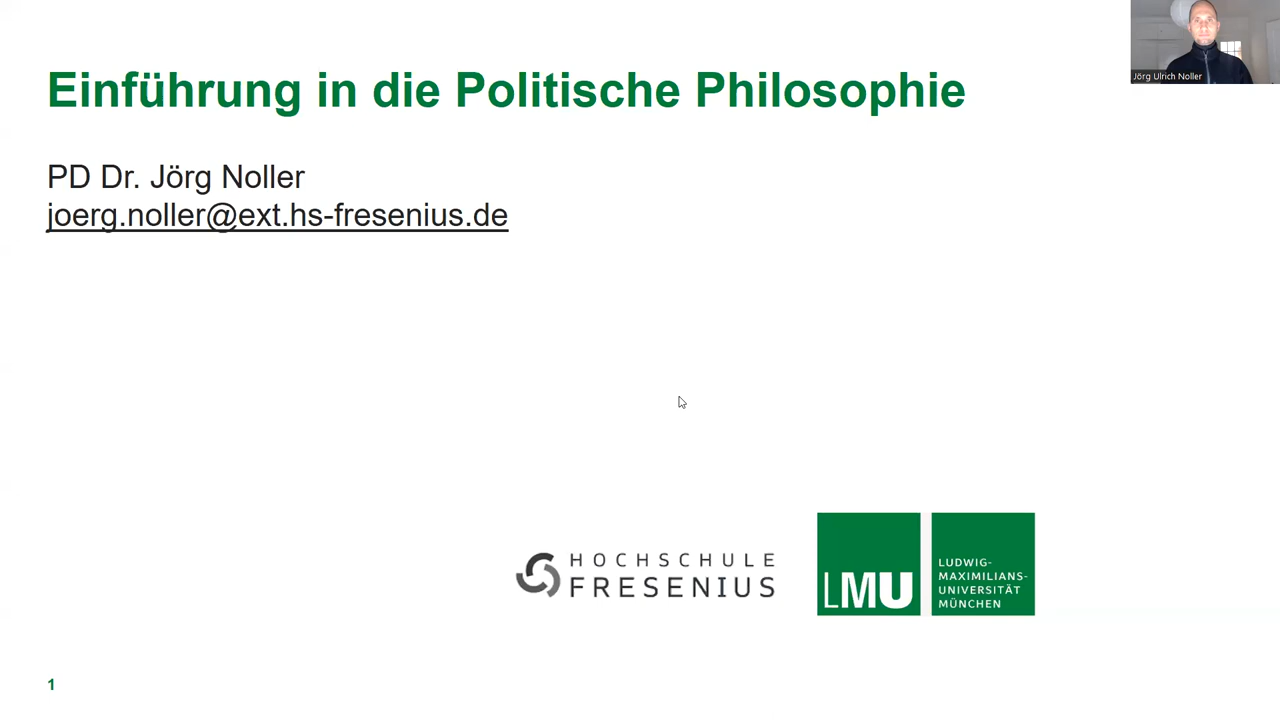 Einführung in die Politische Philosophie
Jörg Ulrich Noller
PD Dr. Jörg Noller
joerg.noller@ext.hs-fresenius.de
HOCHSCHULE
FRESENIUS
LMU
LUDWIG-
MAXIMILIANS-
UNIVERSITÄT
MÜNCHEN
1